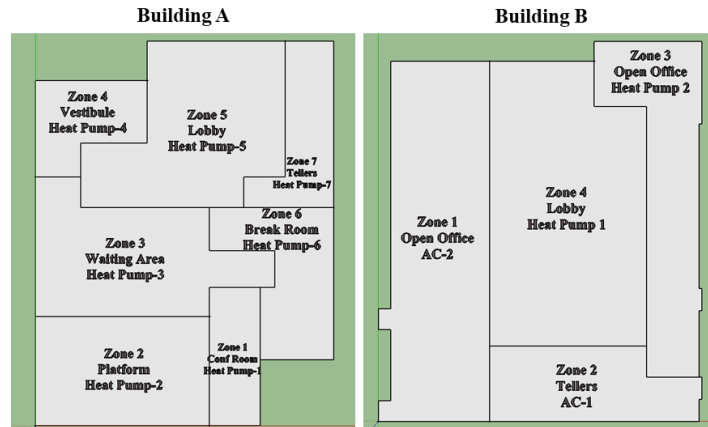 Building A
Zone 4
Vestibule
Heat Pump-4
Zone 5
Lobby
Heat Pump-5
Zone 7
Tellers
Heat Pump-7
Zone 6
Break Room
Heat Pump-6
Zone 3
Waiting Area
Heat Pump-3
Zone 2
Platform
Heat Pump-2
Zone 1
Conf Room
Heat Pump-1
Building B
Zone 3
Open Office
Heat Pump 2
Zone 4
Lobby
Heat Pump 1
Zone 1
Open Office
AC-2
Zone 2
Tellers
AC-1